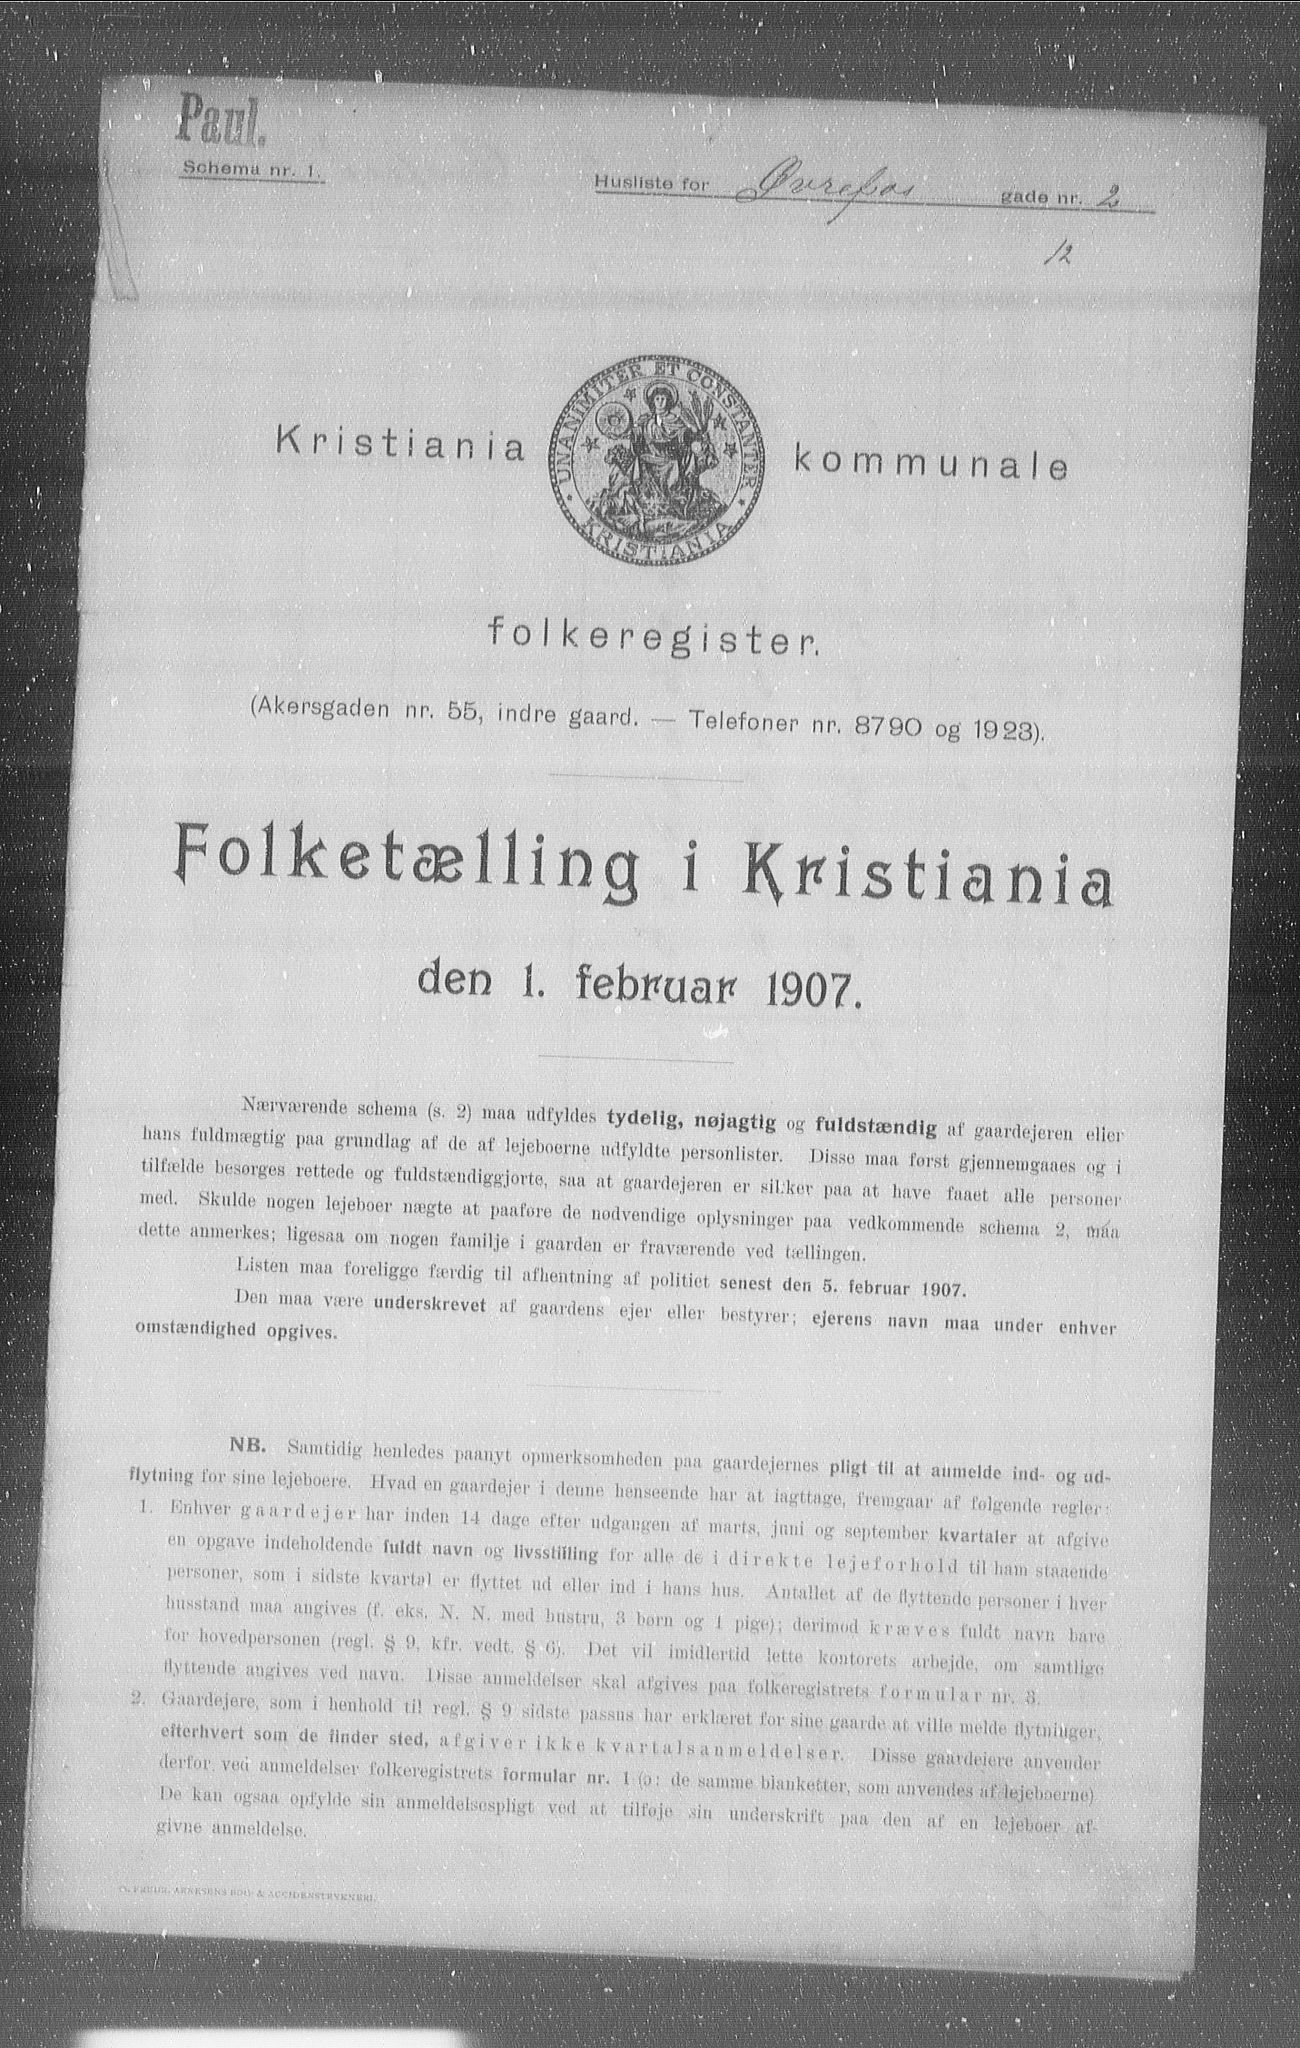 Paul.
Schema nr. 1.
Husliste for Øvrefos gade nr. 2
12
UNANIMITER ET CONSTANTER
KRISTIANIA
Kristiania kommunale
folkeregister.
(Akersgaden nr. 55, indre gaard. — Telefoner nr. 8790 og 1923).
Folketælling i Kristiania
den 1. februar 1907.
Nærværende schema (s. 2) maa udfyldes tydelig, nøjagtig og fuldstændig af gaardejeren eller
hans fuldmægtig paa grundlag af de af lejeboerne udfyldte personlister. Disse maa først gjennemgaaes og i
tilfælde besørges rettede og fuldstændiggjorte, saa at gaardejeren er sikker paa at have faaet alle personer
med. Skulde nogen lejeboer nægte at paaføre de nødvendige oplysninger paa vedkommende schema 2, maa
dette anmerkes; ligesaa om nogen familje i gaarden er fraværende ved tællingen.
Listen maa foreligge færdig til afhentning af politiet senest den 5. februar 1907.
Den maa være underskrevet af gaardens ejer eller bestyrer; ejerens navn maa under enhver
omstændighed opgives.
NB. Samtidig henledes paanyt opmerksomheden paa gaardejernes pligt til at anmelde ind- og ud-
flytning for sine lejeboere. Hvad en gaardejer i denne henseende har at iagttage, fremgaar af følgende regler:
1. Enhver gaardejer har inden 14 dage efter udgangen af marts, juni og september kvartaler at afgive
en opgave indeholdende fuldt navn og livsstilling for alle de i direkte lejeforhold til ham staaende
personer, som i sidste kvartal er flyttet ud eller ind i hans hus. Antallet af de flyttende personer i hver
husstand maa angives (f. eks. N. N. med hustru, 3 børn og 1 pige); derimod kræves fuldt navn bare
for hovedpersonen (regl. § 9, kfr. vedt. § 6). Det vil imidlertid lette kontorets arbejde, om samtlige
flyttende angives ved navn. Disse anmeldelser skal afgives paa folkeregistrets formular nr. 3.
2. Gaardejere, som i henhold til regl. § 9 sidste passus har erklæret for sine gaarde at ville melde flytninger,
efterhvert som de finder sted, afgiver ikke kvartalsanmeldelser. Disse gaardejere anvender
derfor ved anmeldelser folkeregistrets formular nr. 1 (ɔ: de samme blanketter, som anvendes af lejeboerne)
De kan ogsaa opfylde sin anmeldelsespligt ved at tilføje sin underskrift paa den af en lejeboer af-
givne anmeldelse.
ARNESENS BOG- & ACCIDENSTRYKKERI.